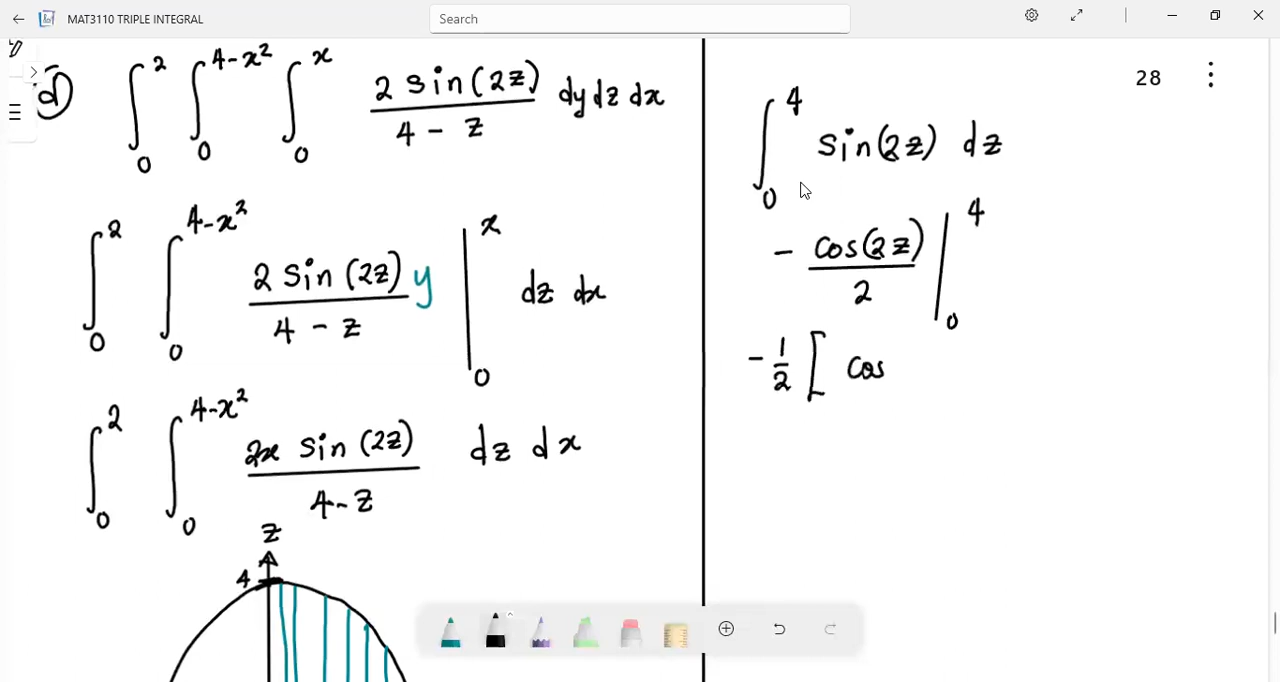 MAT3110 TRIPLE INTEGRAL
Search
d) ∫₀² ∫₀^(4-x²) ∫₀^x (2 sin(2z))/(4 - z) dy dz dx
∫₀² ∫₀^(4-x²) (2 sin(2z))/(4 - z) y |₀^x dz dx
∫₀² ∫₀^(4-x²) (2x sin(2z))/(4-z) dz dx
z
4
28
∫₀⁴ sin(2z) dz
- cos(2z)/2 |₀⁴
-1/2 [ cos